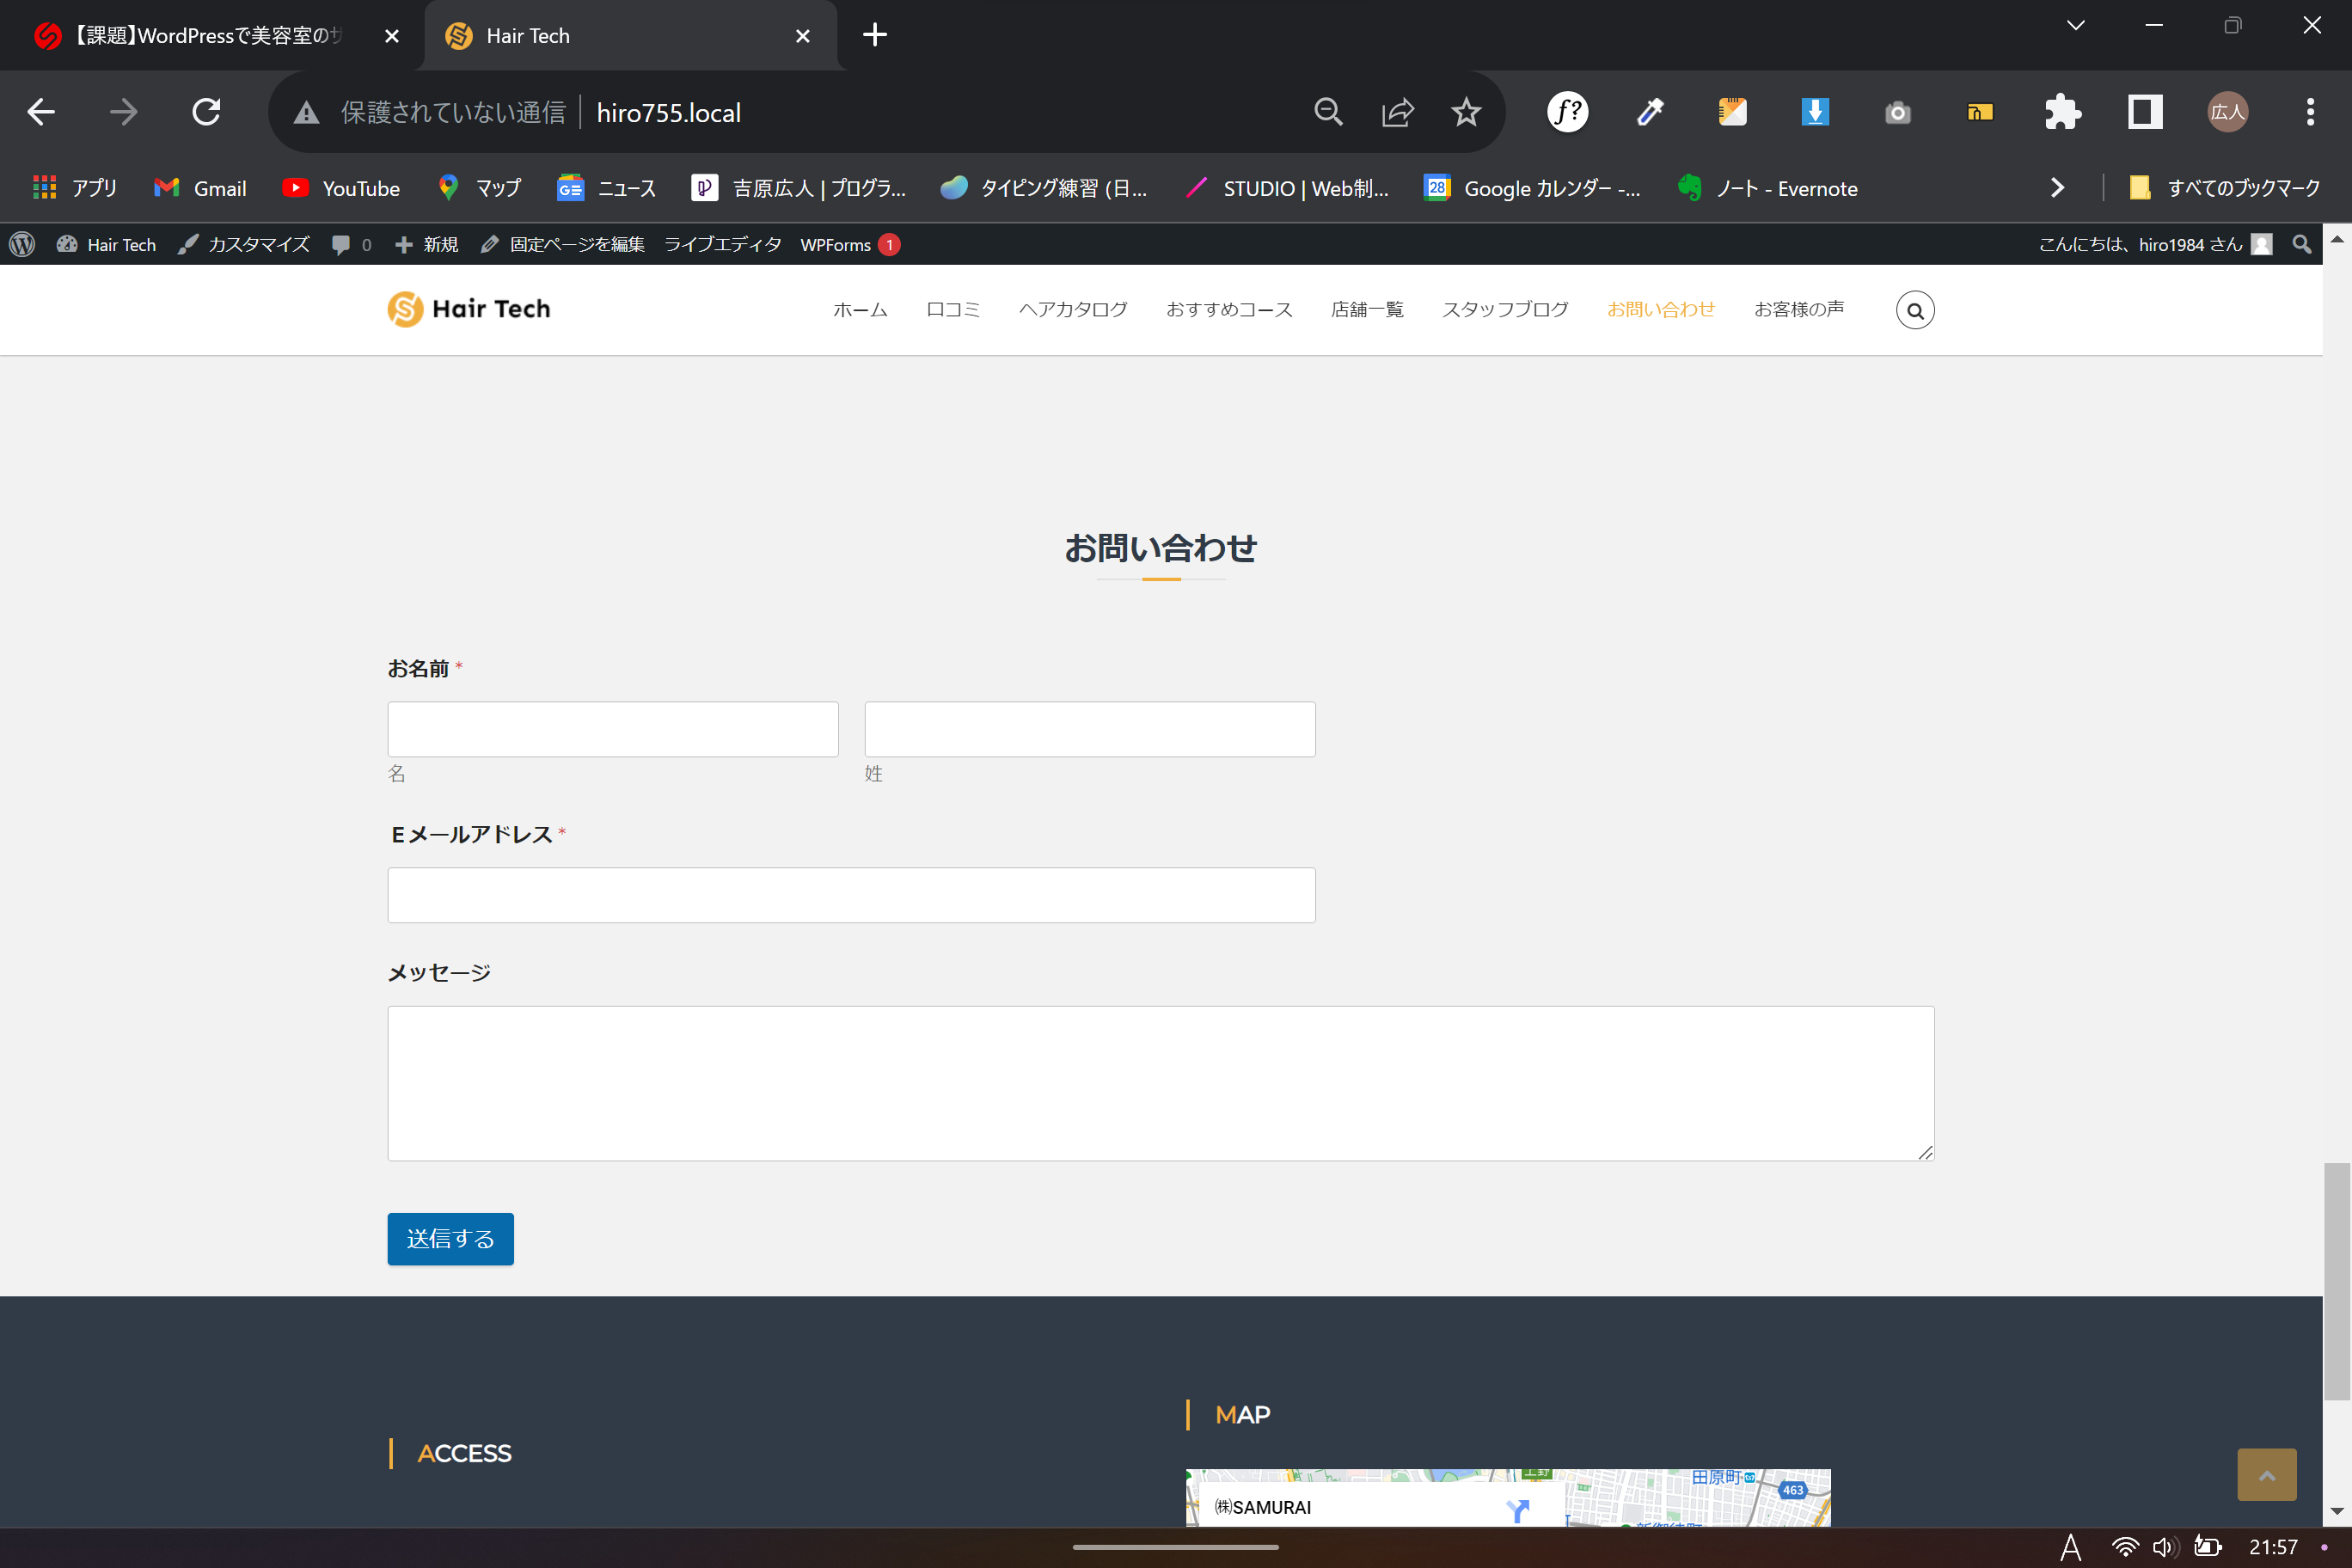 【課題】WordPressで美容室のサ
Hair Tech
保護されていない通信
hiro755.local
f?
広人
アプリ
Gmail
YouTube
マップ
GE
ニュース
吉原広人 | プログラ...
タイピング練習 (日...
STUDIO | Web制...
28
Google カレンダー -...
ノート - Evernote
すべてのブックマーク
Hair Tech
カスタマイズ
0
新規
固定ページを編集
ライブエディタ
WPForms 1
こんにちは、hiro1984 さん
Hair Tech
ホーム
口コミ
ヘアカタログ
おすすめコース
店舗一覧
スタッフブログ
お問い合わせ
お客様の声
お問い合わせ
お名前 *
名
姓
Ｅメールアドレス *
メッセージ
送信する
ACCESS
MAP
上野
田原町
463
㈱SAMURAI
A
21:57